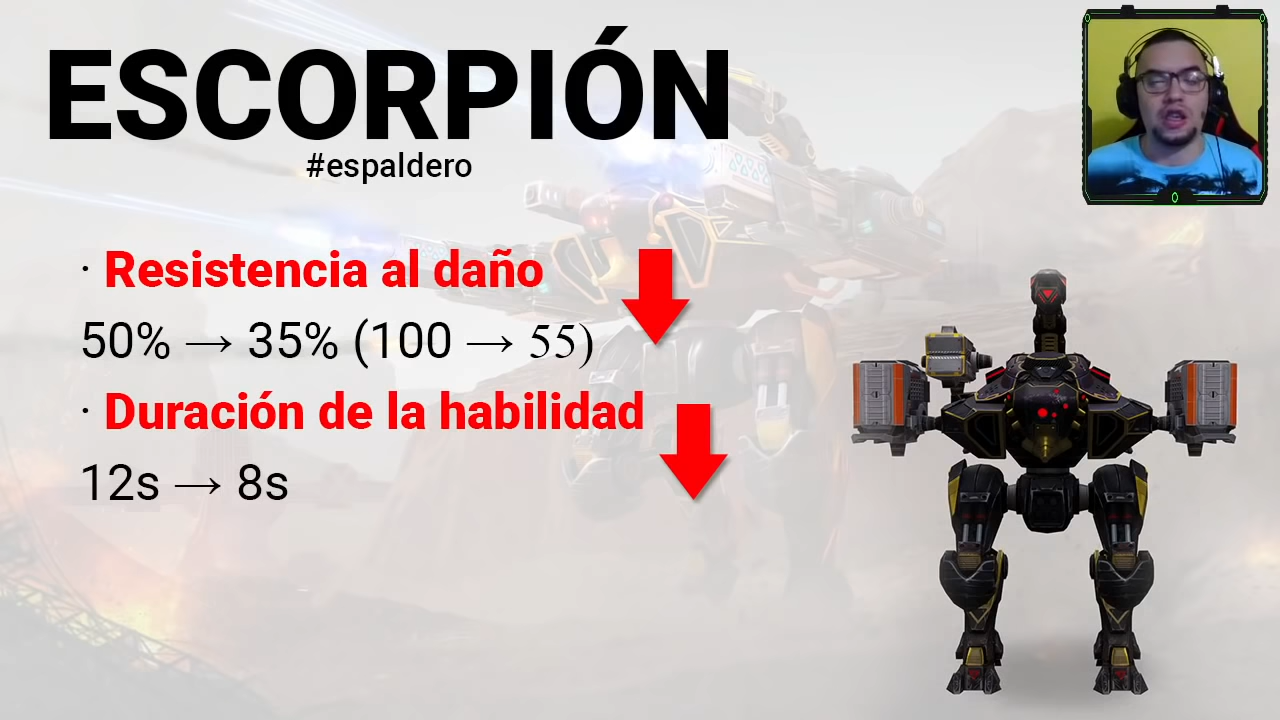 ESCORPIÓN
#espaldero
· Resistencia al daño
50% → 35% (100 → 55)
· Duración de la habilidad
12s → 8s